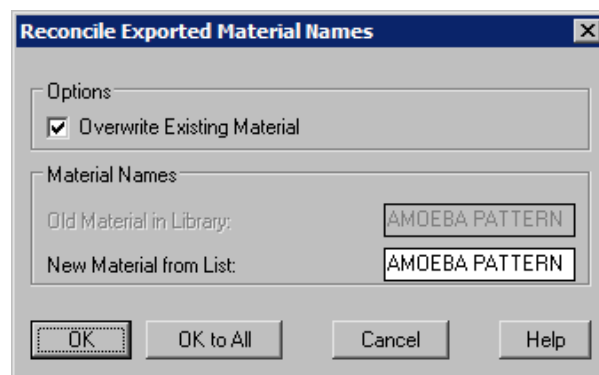 Reconcile Exported Material Names
Options
Overwrite Existing Material
Material Names
Old Material in Library: AMOEBA PATTERN
New Material from List: AMOEBA PATTERN
OK OK to All Cancel Help